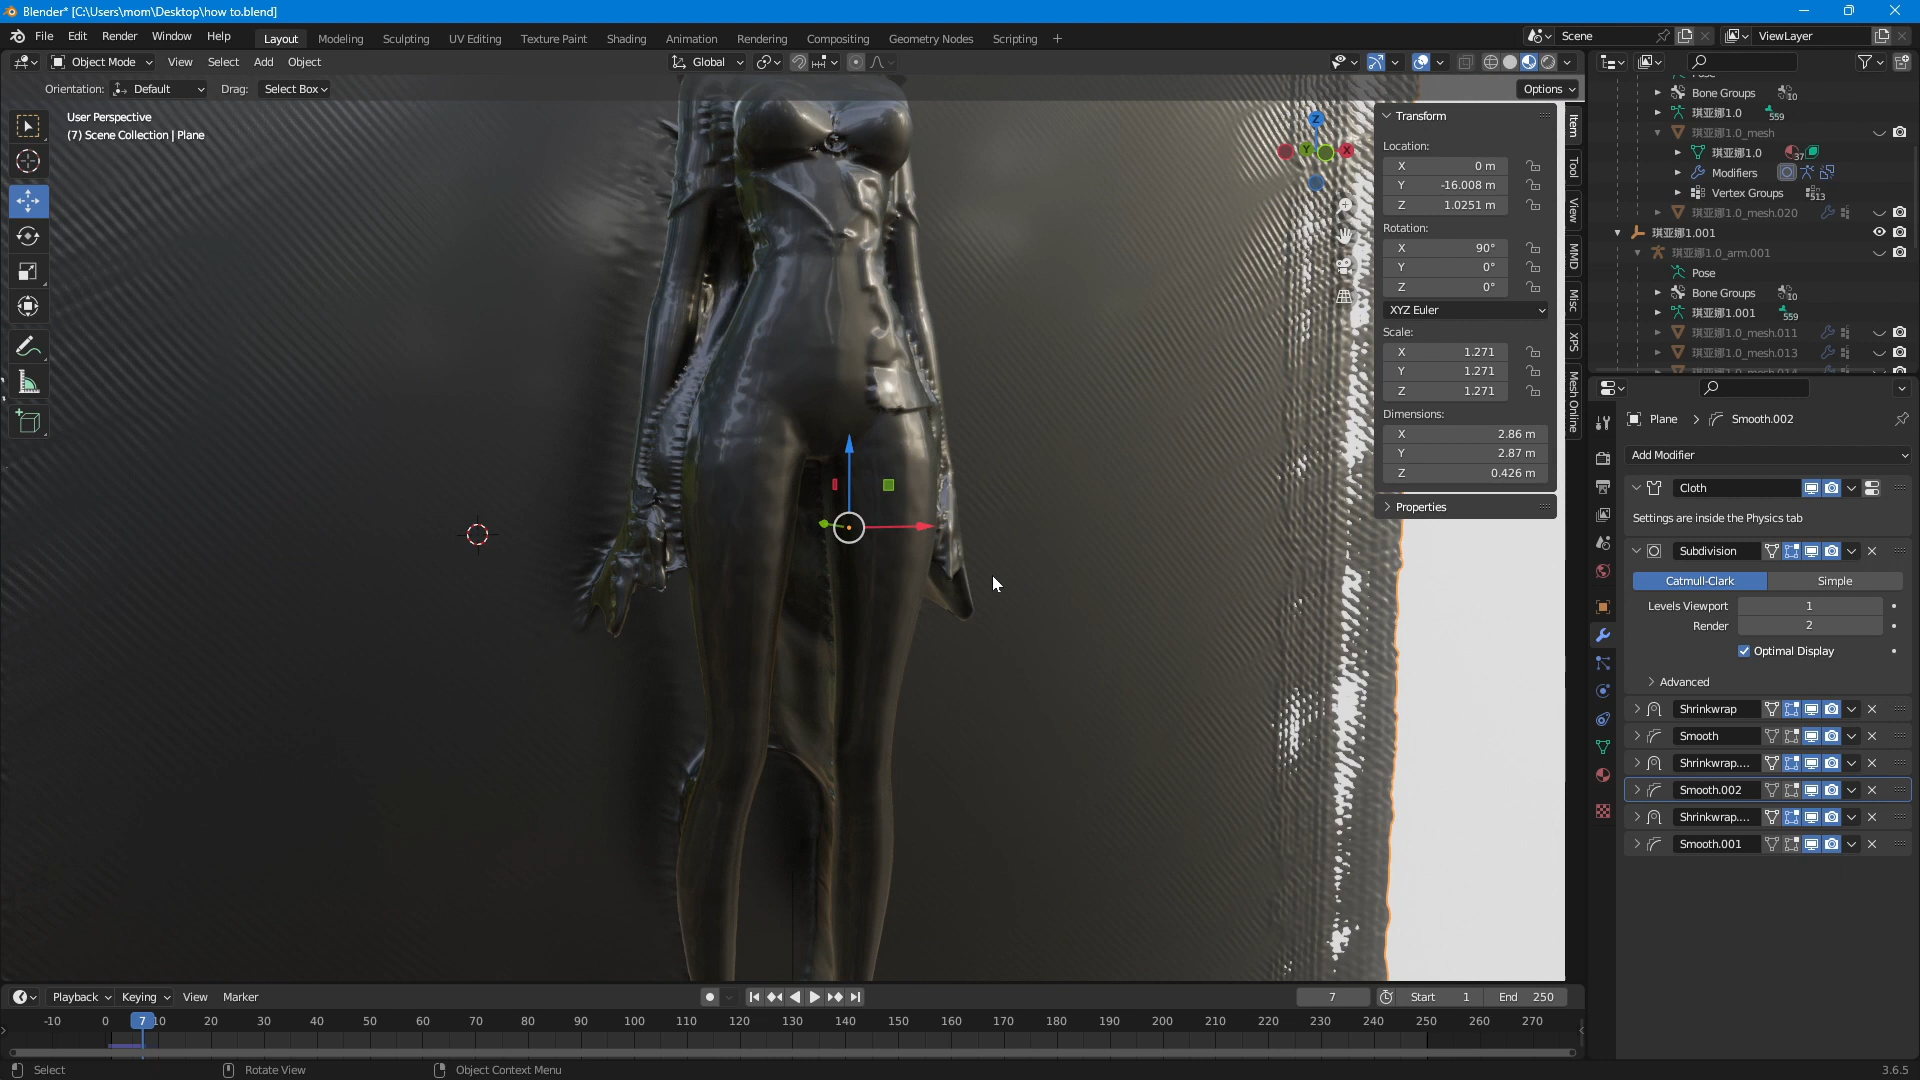 Blender* [C:\Users\mom\Desktop\how to.blend]
File Edit Render Window Help
Layout Modeling Sculpting UV Editing Texture Paint Shading Animation Rendering Compositing Geometry Nodes Scripting
Scene
ViewLayer
Object Mode View Select Add Object
Global
Orientation: Default Drag: Select Box
Options
User Perspective
(7) Scene Collection | Plane
Z
Y
X
Transform
Location:
X 0 m
Y -16.008 m
Z 1.0251 m
Rotation:
X 90°
Y 0°
Z 0°
XYZ Euler
Scale:
X 1.271
Y 1.271
Z 1.271
Dimensions:
X 2.86 m
Y 2.87 m
Z 0.426 m
Properties
Item
Tool
View
MMD
Misc
XPS
Mesh Online
Bone Groups 10
琪亚娜1.0 559
琪亚娜1.0_mesh
琪亚娜1.0 37
Modifiers
Vertex Groups 513
琪亚娜1.0_mesh.020
琪亚娜1.001
琪亚娜1.0_arm.001
Pose
Bone Groups 10
琪亚娜1.001 559
琪亚娜1.0_mesh.011
琪亚娜1.0_mesh.013
Plane > Smooth.002
Add Modifier
Cloth
Settings are inside the Physics tab
Subdivision
Catmull-Clark Simple
Levels Viewport 1
Render 2
Optimal Display
Advanced
Shrinkwrap
Smooth
Shrinkwrap....
Smooth.002
Shrinkwrap....
Smooth.001
Playback Keying View Marker
7 Start 1 End 250
-10 0 7 10 20 30 40 50 60 70 80 90 100 110 120 130 140 150 160 170 180 190 200 210 220 230 240 250 260 270
Select Rotate View Object Context Menu
3.6.5